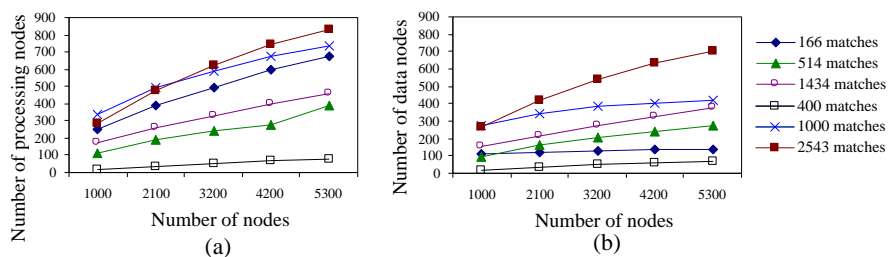 Number of processing nodes
900
800
700
600
500
400
300
200
100
0
1000 2100 3200 4200 5300
Number of nodes
(a)
Number of data nodes
900
800
700
600
500
400
300
200
100
0
1000 2100 3200 4200 5300
Number of nodes
(b)
166 matches
514 matches
1434 matches
400 matches
1000 matches
2543 matches